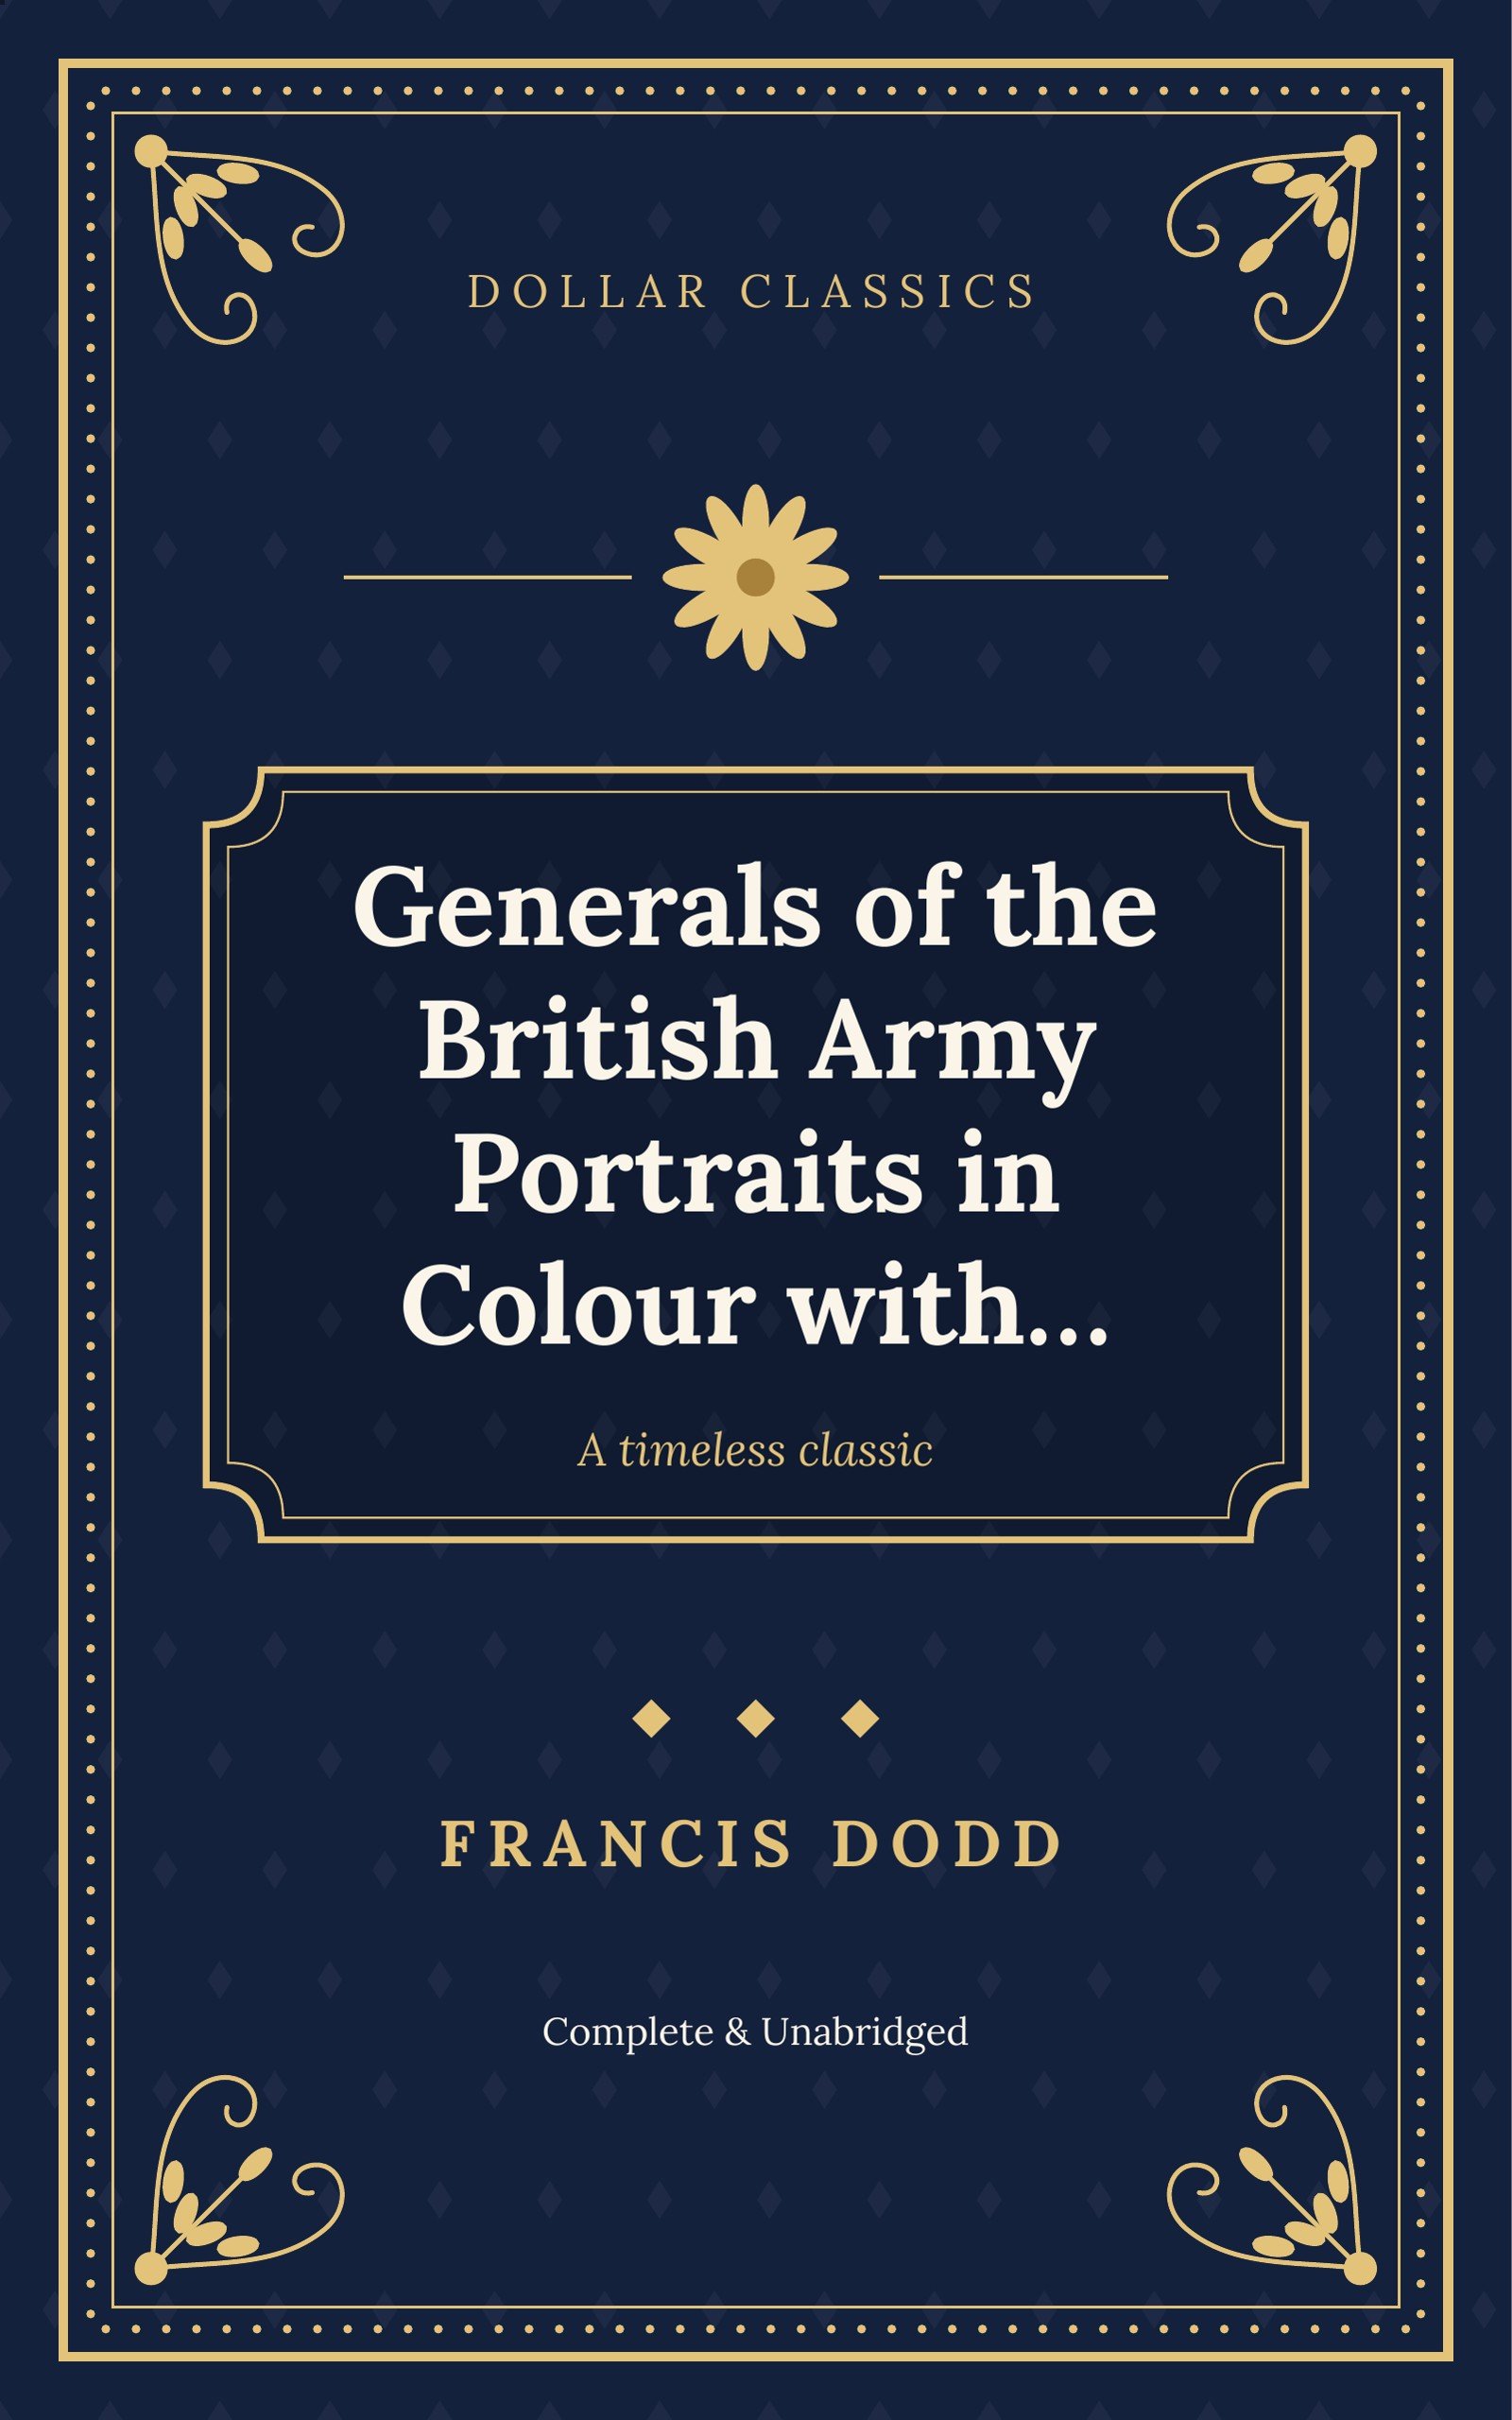 DOLLAR CLASSICS
Generals of the
British Army
Portraits in
Colour with...
A timeless classic
FRANCIS DODD
Complete & Unabridged